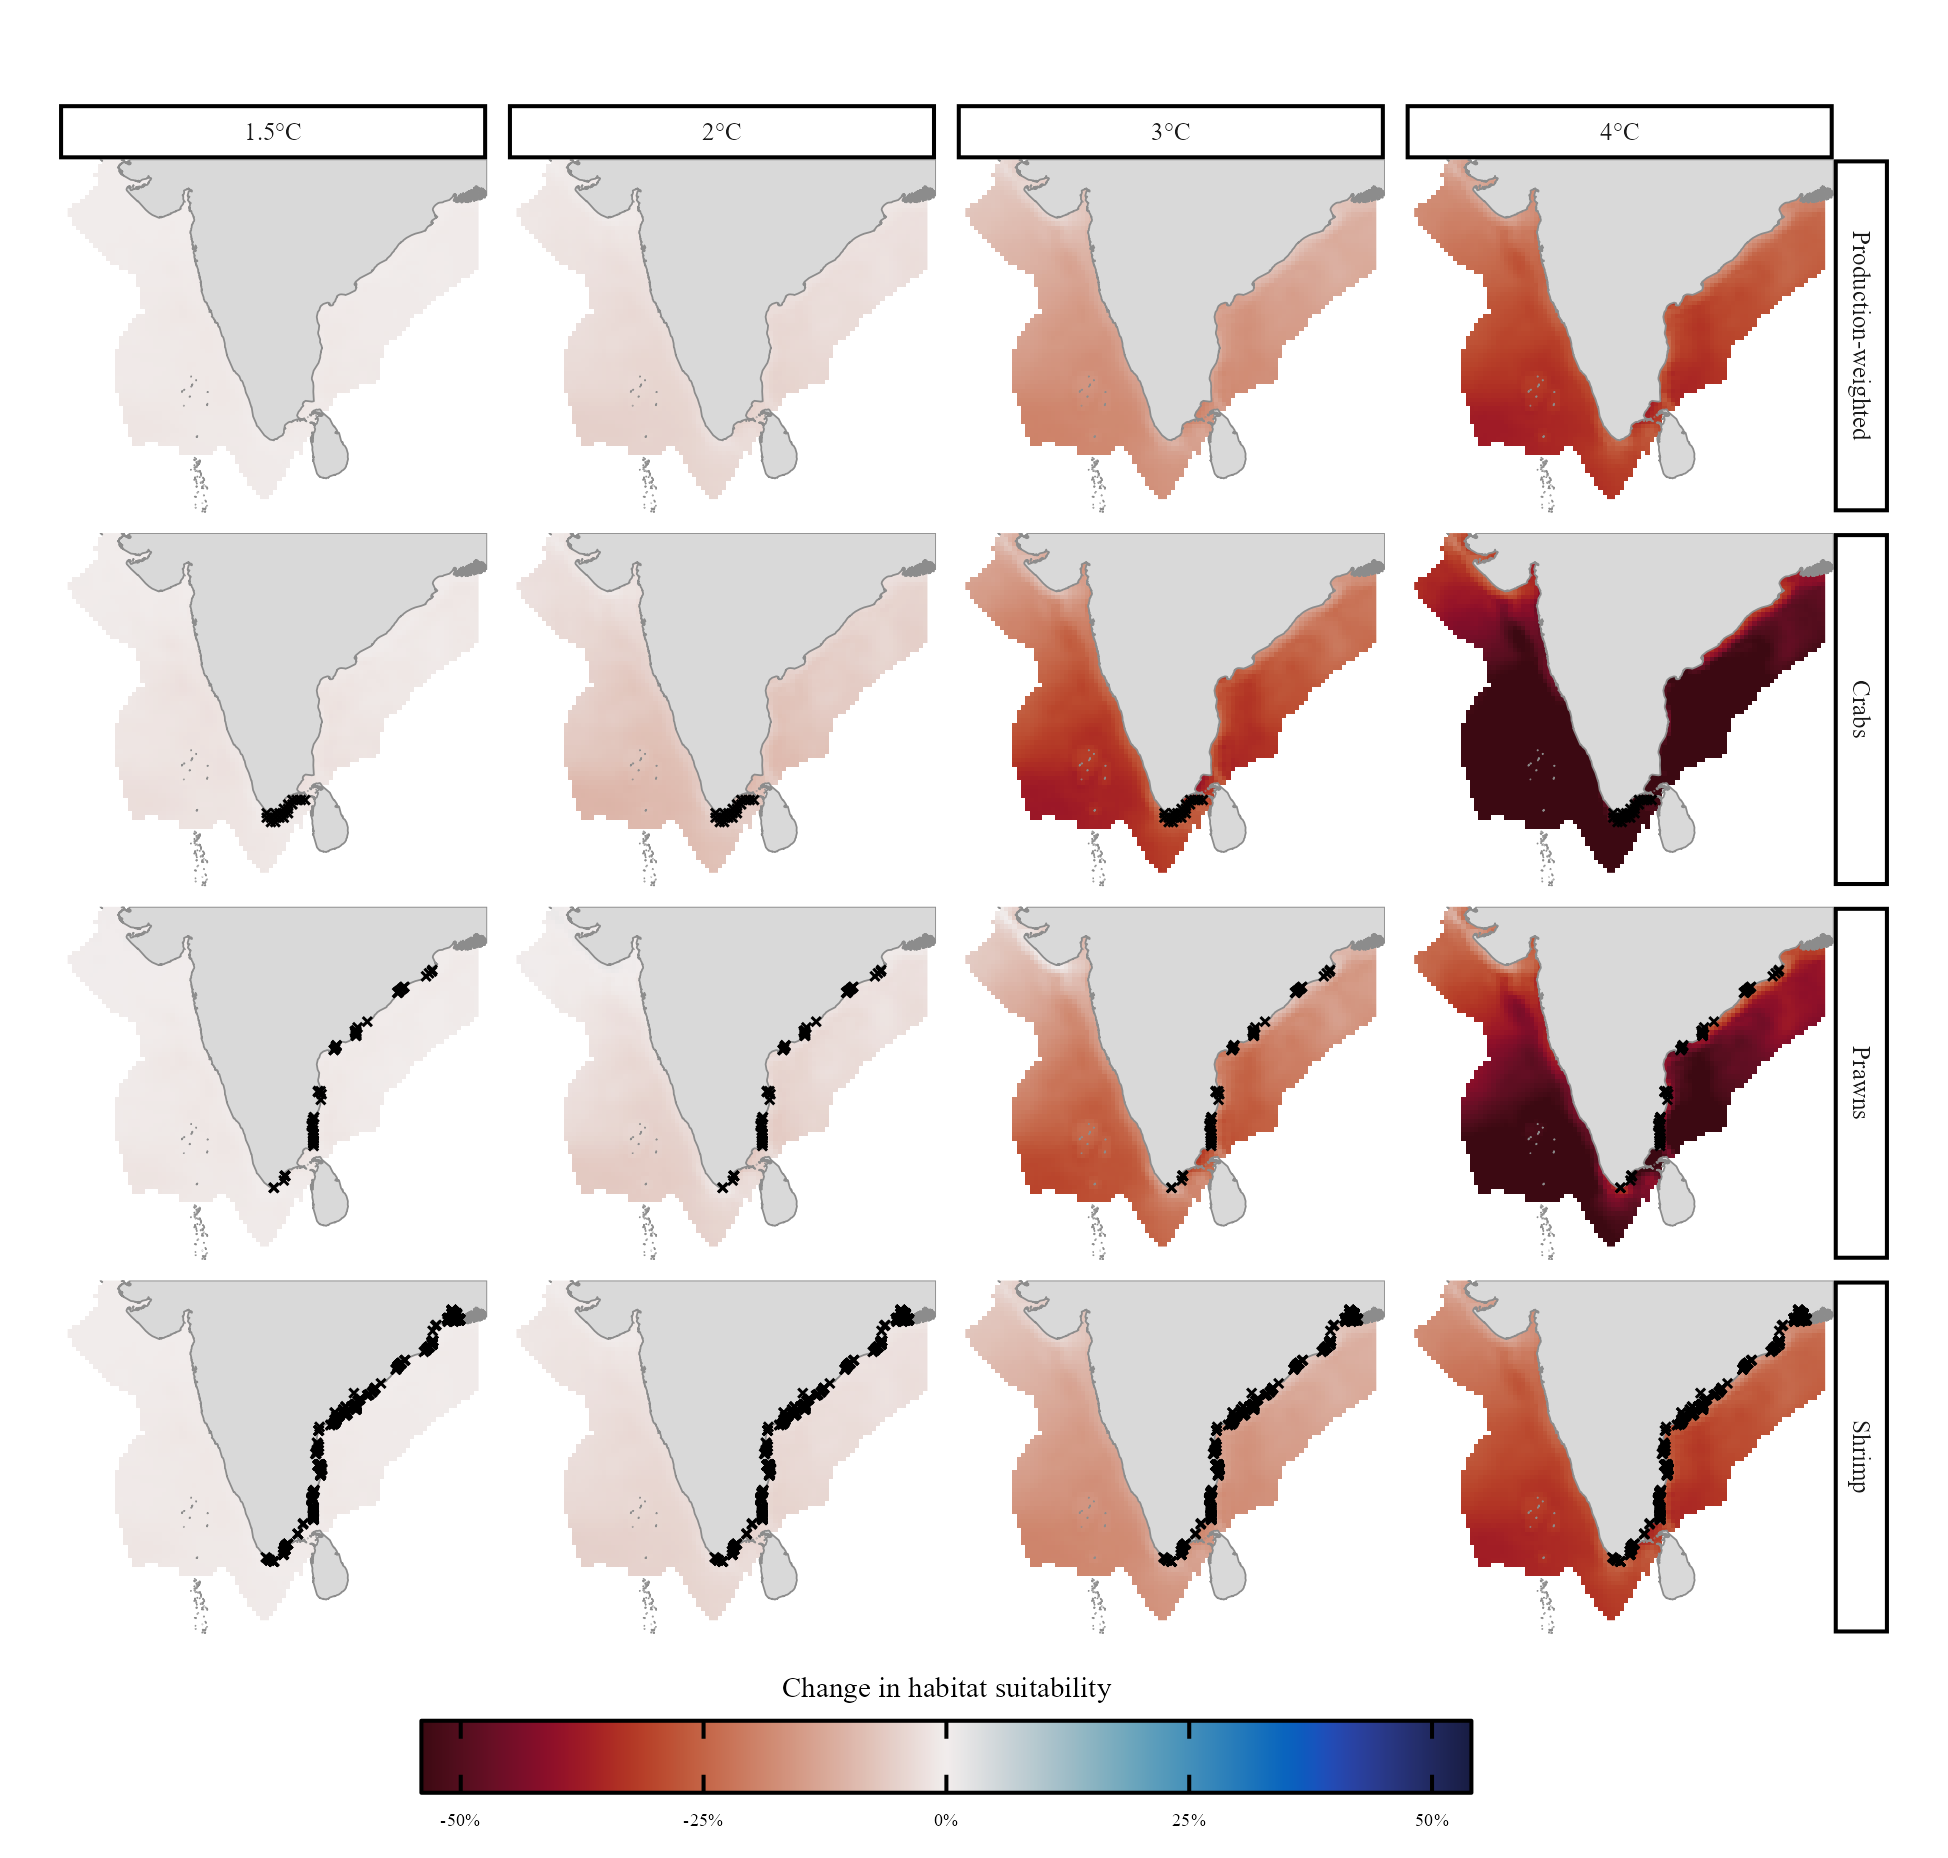 1.5°C
2°C
3°C
4°C
Production-weighted
Crabs
Prawns
Shrimp
Change in habitat suitability
-50%
-25%
0%
25%
50%